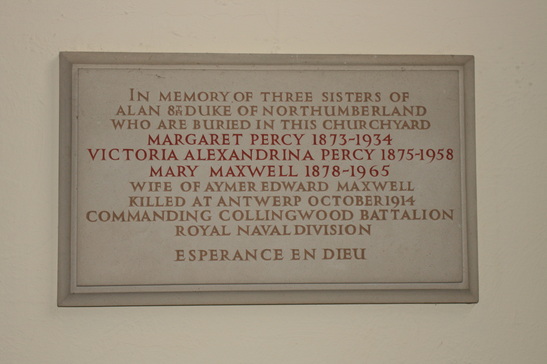 IN MEMORY OF THREE SISTERS OF
ALAN 8TH DUKE OF NORTHUMBERLAND
WHO ARE BURIED IN THIS CHURCHYARD
MARGARET PERCY 1873-1934
VICTORIA ALEXANDRINA PERCY 1875-1958
MARY MAXWELL 1878-1965
WIFE OF AYMER EDWARD MAXWELL
KILLED AT ANTWERP OCTOBER 1914
COMMANDING COLLINGWOOD BATTALION
ROYAL NAVAL DIVISION
ESPERANCE EN DIEU